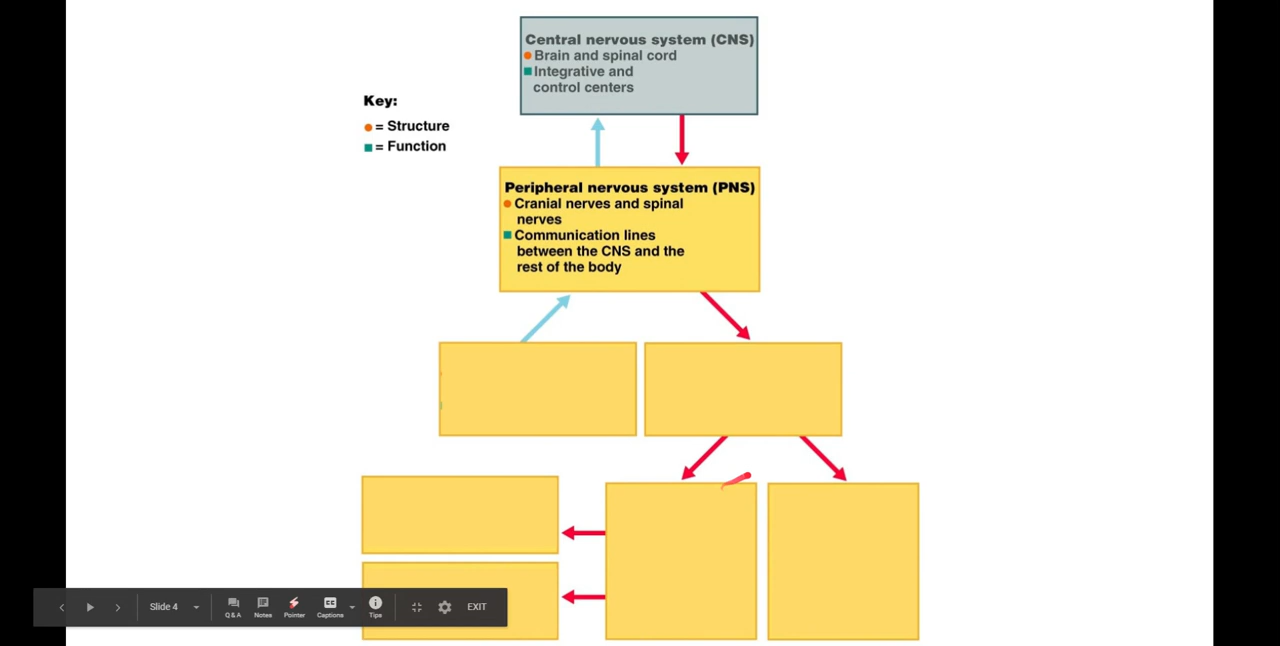 Central nervous system (CNS)
Brain and spinal cord
Integrative and
control centers
Key:
= Structure
= Function
Peripheral nervous system (PNS)
Cranial nerves and spinal
nerves
Communication lines
between the CNS and the
rest of the body
Slide 4
Q & A
Notes
Pointer
CC
Captions
Tips
EXIT